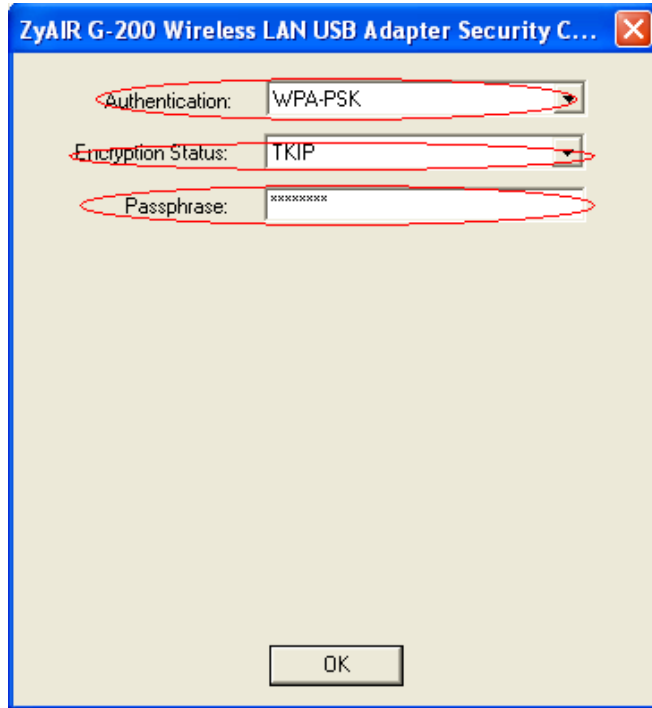 ZyAIR G-200 Wireless LAN USB Adapter Security C...
Authentication: WPA-PSK
Encryption Status: TKIP
Passphrase: ********
OK